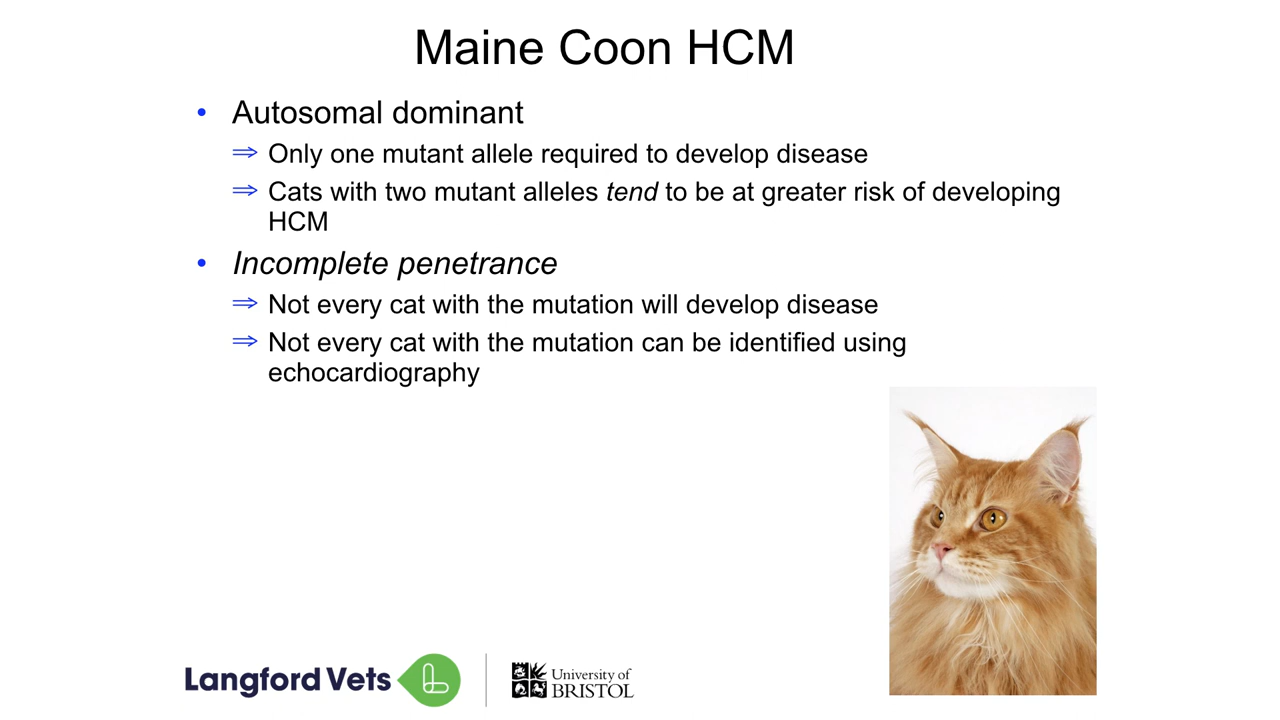 Maine Coon HCM
• Autosomal dominant
⇒ Only one mutant allele required to develop disease
⇒ Cats with two mutant alleles tend to be at greater risk of developing
HCM
• Incomplete penetrance
⇒ Not every cat with the mutation will develop disease
⇒ Not every cat with the mutation can be identified using
echocardiography
Langford Vets
University of
BRISTOL